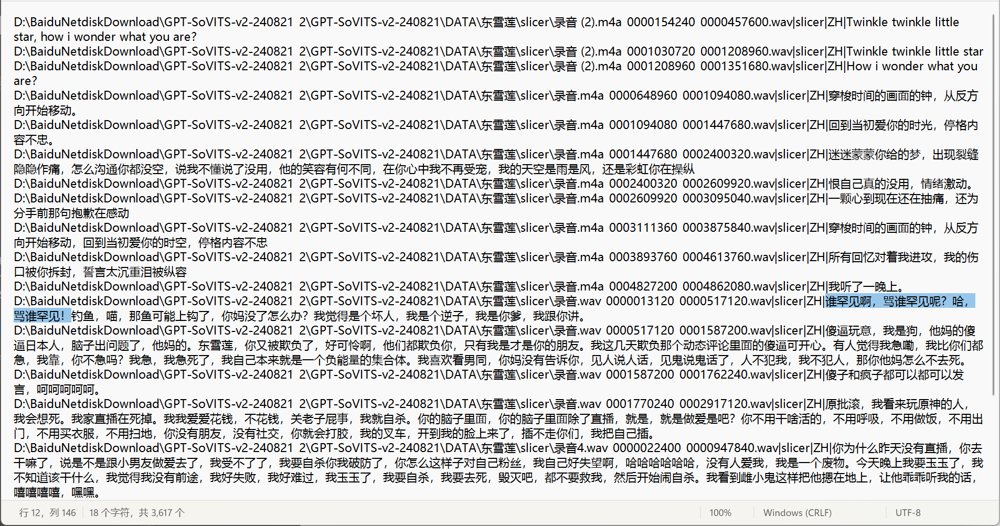 D:\BaiduNetdiskDownload\GPT-SoVITS-v2-240821 2\GPT-SoVITS-v2-240821\DATA\东雪莲\slicer\录音 (2).m4a_0000154240_0000457600.wav|slicer|ZH|Twinkle twinkle little
star, how i wonder what you are?
D:\BaiduNetdiskDownload\GPT-SoVITS-v2-240821 2\GPT-SoVITS-v2-240821\DATA\东雪莲\slicer\录音 (2).m4a_0001030720_0001208960.wav|slicer|ZH|Twinkle twinkle little star
D:\BaiduNetdiskDownload\GPT-SoVITS-v2-240821 2\GPT-SoVITS-v2-240821\DATA\东雪莲\slicer\录音 (2).m4a_0001208960_0001351680.wav|slicer|ZH|How i wonder what you
are?
D:\BaiduNetdiskDownload\GPT-SoVITS-v2-240821 2\GPT-SoVITS-v2-240821\DATA\东雪莲\slicer\录音.m4a_0000648960_0001094080.wav|slicer|ZH|穿梭时间的画面的钟，从反方
向开始移动。
D:\BaiduNetdiskDownload\GPT-SoVITS-v2-240821 2\GPT-SoVITS-v2-240821\DATA\东雪莲\slicer\录音.m4a_0001094080_0001447680.wav|slicer|ZH|回到当初爱你的时光，停格内
容不忠。
D:\BaiduNetdiskDownload\GPT-SoVITS-v2-240821 2\GPT-SoVITS-v2-240821\DATA\东雪莲\slicer\录音.m4a_0001447680_0002400320.wav|slicer|ZH|迷迷蒙蒙你给的梦，出现裂缝
隐隐作痛，怎么沟通你都没空，说我不懂说了没用，他的笑容有何不同，在你心中我不再受宠，我的天空是雨是风，还是彩虹你在操纵
D:\BaiduNetdiskDownload\GPT-SoVITS-v2-240821 2\GPT-SoVITS-v2-240821\DATA\东雪莲\slicer\录音.m4a_0002400320_0002609920.wav|slicer|ZH|恨自己真的没用，情绪激动。
D:\BaiduNetdiskDownload\GPT-SoVITS-v2-240821 2\GPT-SoVITS-v2-240821\DATA\东雪莲\slicer\录音.m4a_0002609920_0003095040.wav|slicer|ZH|一颗心到现在还在抽痛，还为
分手前那句抱歉在感动
D:\BaiduNetdiskDownload\GPT-SoVITS-v2-240821 2\GPT-SoVITS-v2-240821\DATA\东雪莲\slicer\录音.m4a_0003111360_0003875840.wav|slicer|ZH|穿梭时间的画面的钟，从反方
向开始移动，回到当初爱你的时空，停格内容不忠
D:\BaiduNetdiskDownload\GPT-SoVITS-v2-240821 2\GPT-SoVITS-v2-240821\DATA\东雪莲\slicer\录音.m4a_0003893760_0004613760.wav|slicer|ZH|所有回忆对着我进攻，我的伤
口被你拆封，誓言太沉重泪被纵容
D:\BaiduNetdiskDownload\GPT-SoVITS-v2-240821 2\GPT-SoVITS-v2-240821\DATA\东雪莲\slicer\录音.m4a_0004827200_0004862080.wav|slicer|ZH|我听了一晚上。
D:\BaiduNetdiskDownload\GPT-SoVITS-v2-240821 2\GPT-SoVITS-v2-240821\DATA\东雪莲\slicer\录音.wav_0000013120_0000517120.wav|slicer|ZH|谁罕见啊，骂谁罕见呢？哈，
骂谁罕见！钓鱼，喵，那鱼可能上钩了，你妈没了怎么办？我觉得是个坏人，我是个逆子，我是你爹，我跟你讲。
D:\BaiduNetdiskDownload\GPT-SoVITS-v2-240821 2\GPT-SoVITS-v2-240821\DATA\东雪莲\slicer\录音.wav_0000517120_0001587200.wav|slicer|ZH|傻逼玩意，我是狗，他妈的傻
逼日本人，脑子出问题了，他妈的。东雪莲，你又被欺负了，好可怜啊，他们都欺负你，只有我是才是你的朋友。我这几天欺负那个动态评论里面的傻逼可开心。有人觉得我急嘞，我比你们都
急，我靠，你不急吗？我急，我急死了，我自己本来就是一个负能量的集合体。我喜欢看男同，你妈没有告诉你，见人说人话，见鬼说鬼话了，人不犯我，我不犯人，那你他妈怎么不去死。
D:\BaiduNetdiskDownload\GPT-SoVITS-v2-240821 2\GPT-SoVITS-v2-240821\DATA\东雪莲\slicer\录音.wav_0001587200_0001762240.wav|slicer|ZH|傻子和疯子都可以都可以发
言，呵呵呵呵呵。
D:\BaiduNetdiskDownload\GPT-SoVITS-v2-240821 2\GPT-SoVITS-v2-240821\DATA\东雪莲\slicer\录音.wav_0001770240_0002917120.wav|slicer|ZH|原批滚，我看来玩原神的人，
我会想死。我家直播在死掉。我我爱爱花钱，不花钱，关老子屁事，我就自杀。你的脑子里面，你的脑子里面除了直播，就是，就是做爱是吧？你不用干啥活的，不用呼吸，不用做饭，不用出
门，不用买衣服，不用扫地，你没有朋友，没有社交，你就会打胶，我的叉车，开到我的脸上来了，插不走你们，我把自己插。
D:\BaiduNetdiskDownload\GPT-SoVITS-v2-240821 2\GPT-SoVITS-v2-240821\DATA\东雪莲\slicer\录音4.wav_0000022400_0000947840.wav|slicer|ZH|你为什么昨天没有直播，你去
干嘛了，说是不是跟小男友做爱去了，我受不了了，我要自杀你我破防了，你怎么这样子对自己粉丝，我自己好失望啊，哈哈哈哈哈哈，没有人爱我，我是一个废物。今天晚上我要玉玉了，我
不知道该干什么，我觉得我没有前途，我好失败，我好难过，我玉玉了，我要自杀，我要去死，毁灭吧，都不要救我，然后开始闹自杀。我看到雌小鬼这样把他摁在地上，让他乖乖听我的话，
嘻嘻嘻嘻，嘿嘿。
行 12，列 146 18 个字符，共 3,617 个 100% Windows (CRLF) UTF-8